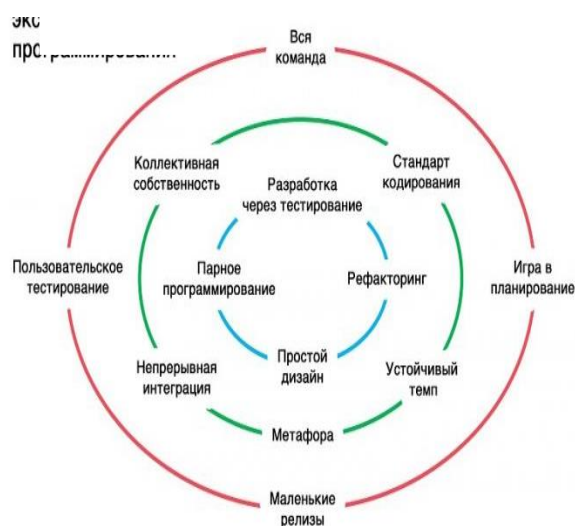 Вся
команда
Коллективная
собственность
Стандарт
кодирования
Разработка
через тестирование
Пользовательское
тестирование
Парное
программирование
Рефакторинг
Игра в
планирование
Непрерывная
интеграция
Простой
дизайн
Устойчивый
темп
Метафора
Маленькие
релизы